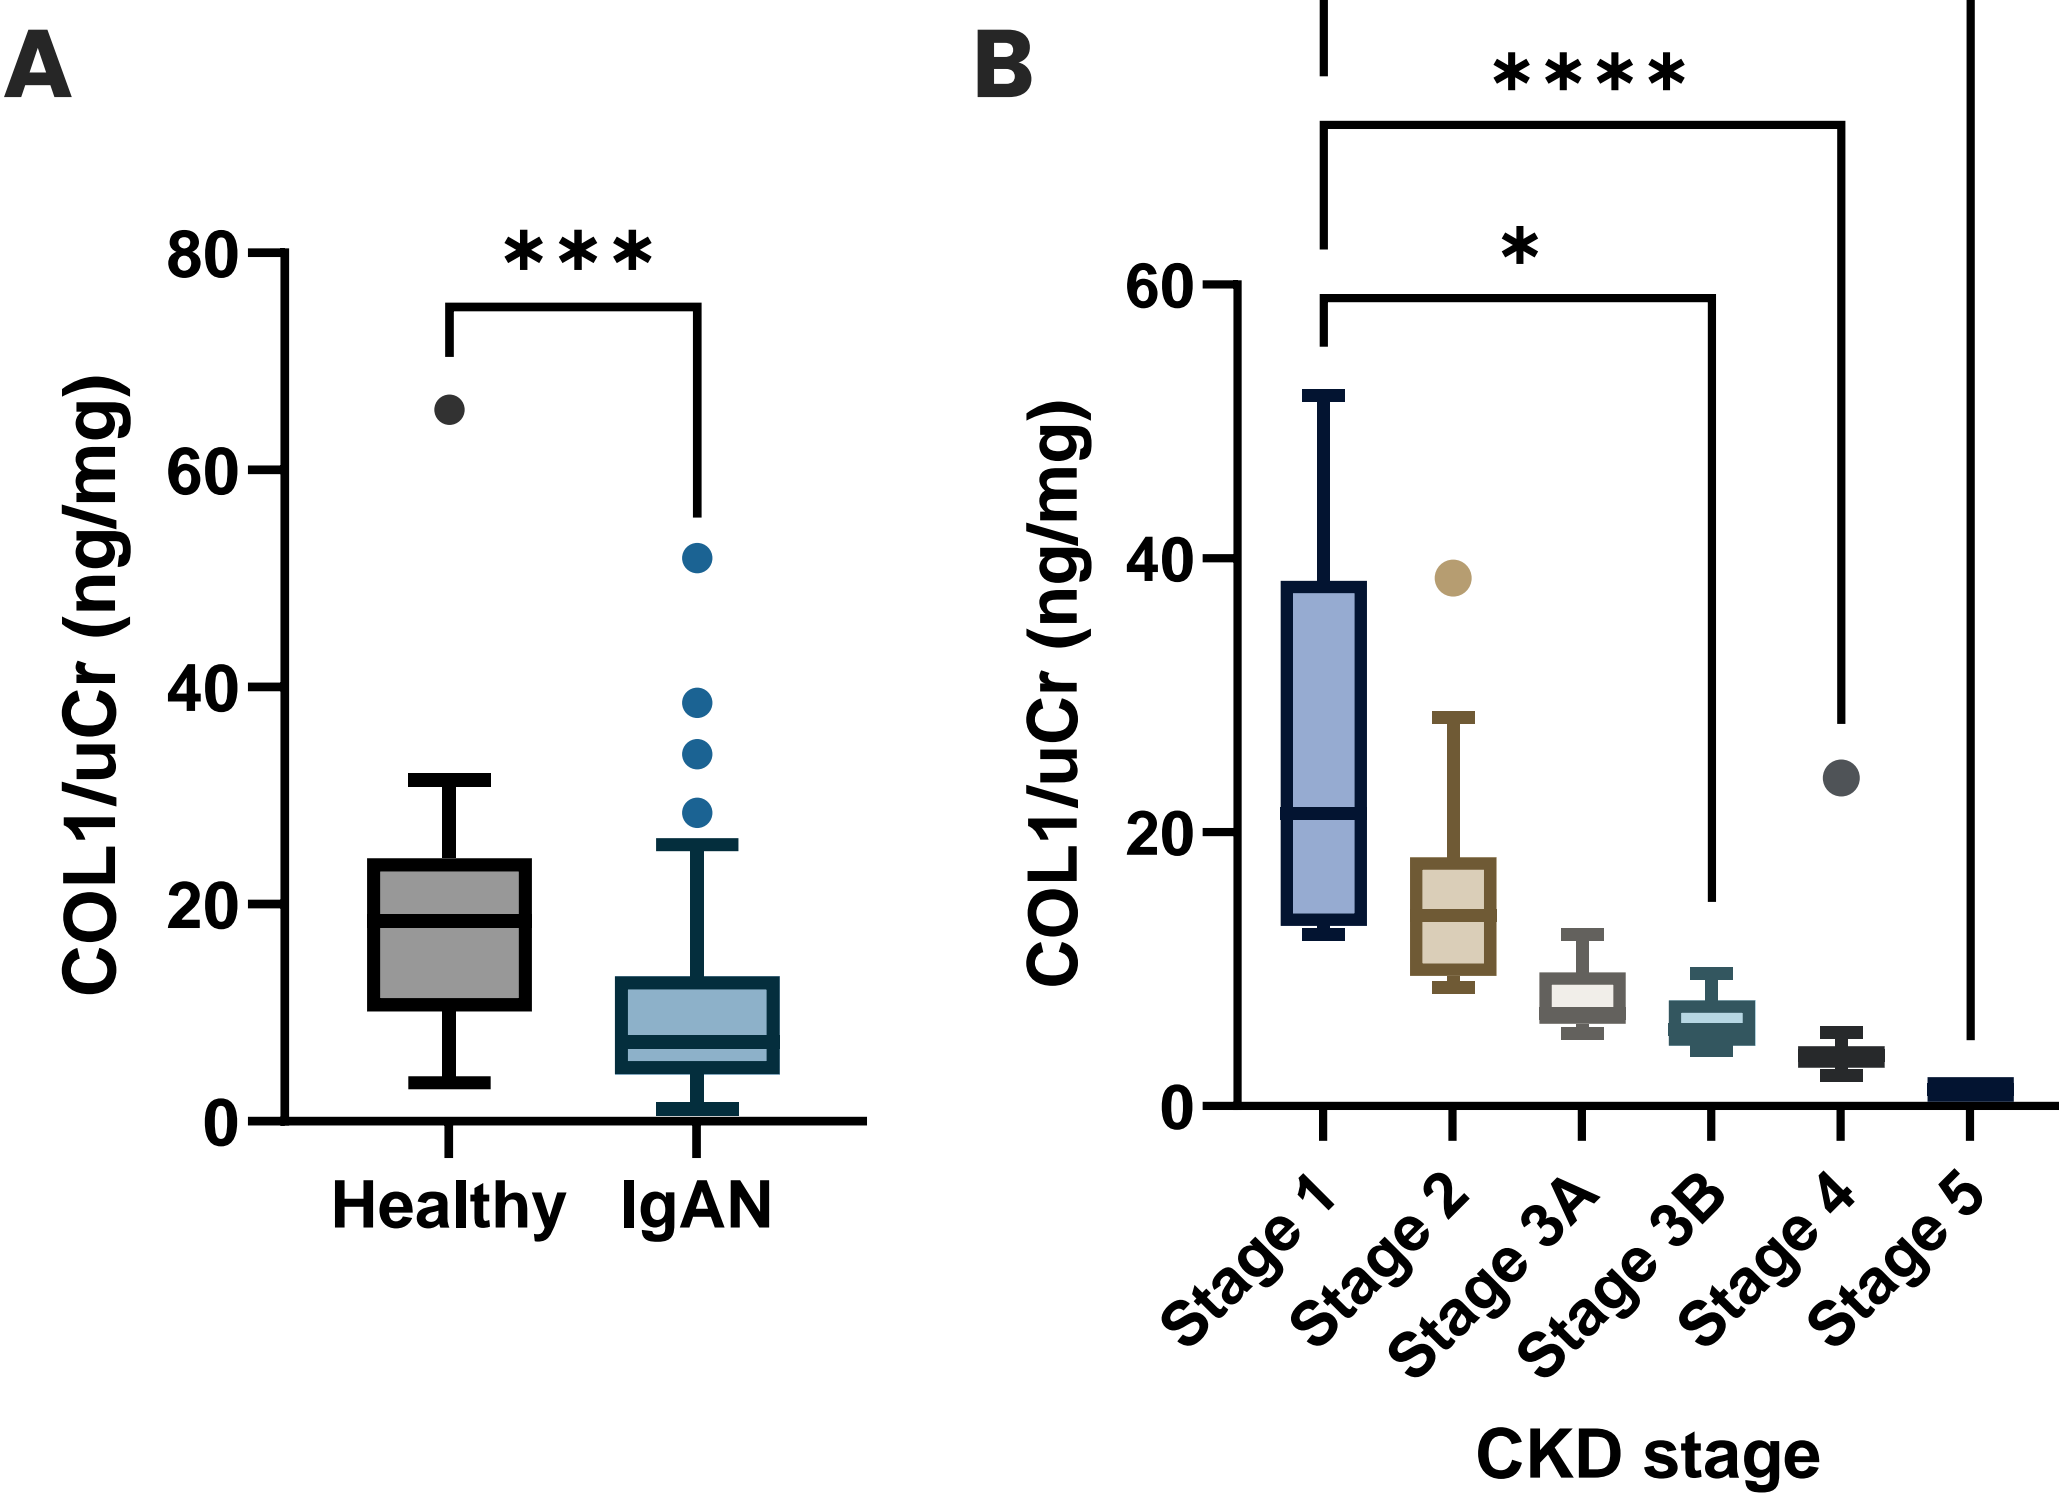 A
B
****
***
*
80
60
40
20
0
COL1/uCr (ng/mg)
Healthy
IgAN
60
40
20
0
COL1/uCr (ng/mg)
Stage 1
Stage 2
Stage 3A
Stage 3B
Stage 4
Stage 5
CKD stage